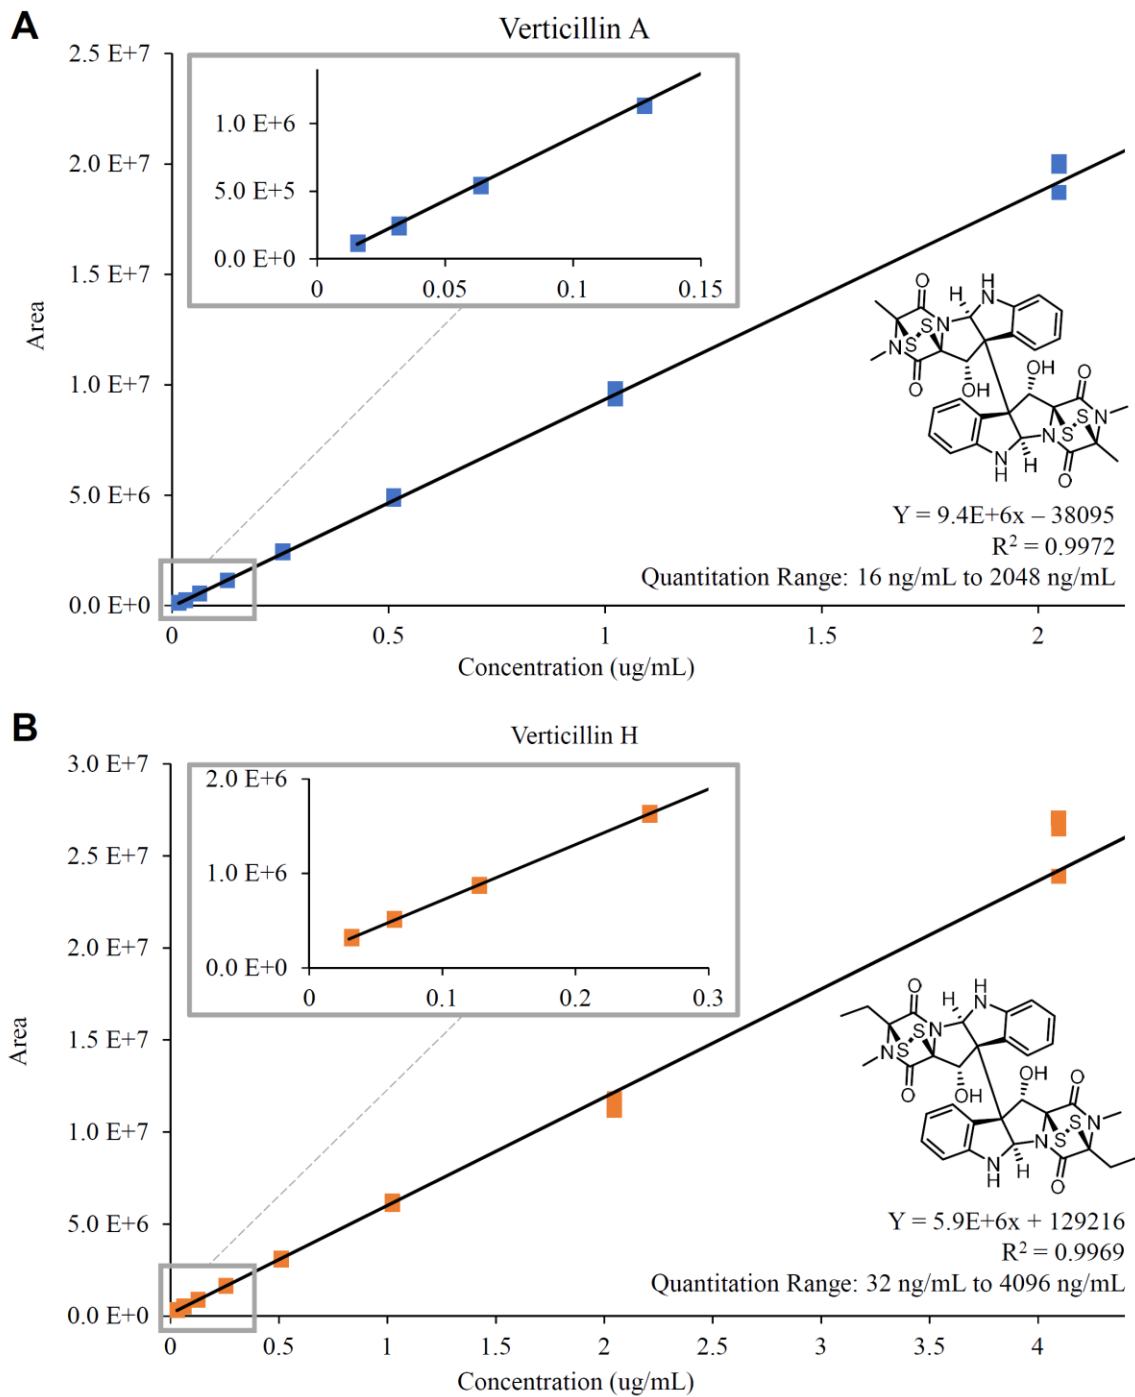 A
Verticillin A
2.5 E+7
2.0 E+7
1.5 E+7
1.0 E+7
5.0 E+6
0.0 E+0
Area
1.0 E+6
5.0 E+5
0.0 E+0
0 0.05 0.1 0.15
O H H N
N S S N
N O OH
OH O
N S S N
N H H O
Y = 9.4E+6x – 38095
R² = 0.9972
Quantitation Range: 16 ng/mL to 2048 ng/mL
0 0.5 1 1.5 2
Concentration (ug/mL)
B
Verticillin H
3.0 E+7
2.5 E+7
2.0 E+7
1.5 E+7
1.0 E+7
5.0 E+6
0.0 E+0
Area
2.0 E+6
1.0 E+6
0.0 E+0
0 0.1 0.2 0.3
O H H N
N S S N
N O OH
OH O
N S S N
N H H O
Y = 5.9E+6x + 129216
R² = 0.9969
Quantitation Range: 32 ng/mL to 4096 ng/mL
0 0.5 1 1.5 2 2.5 3 3.5 4
Concentration (ug/mL)